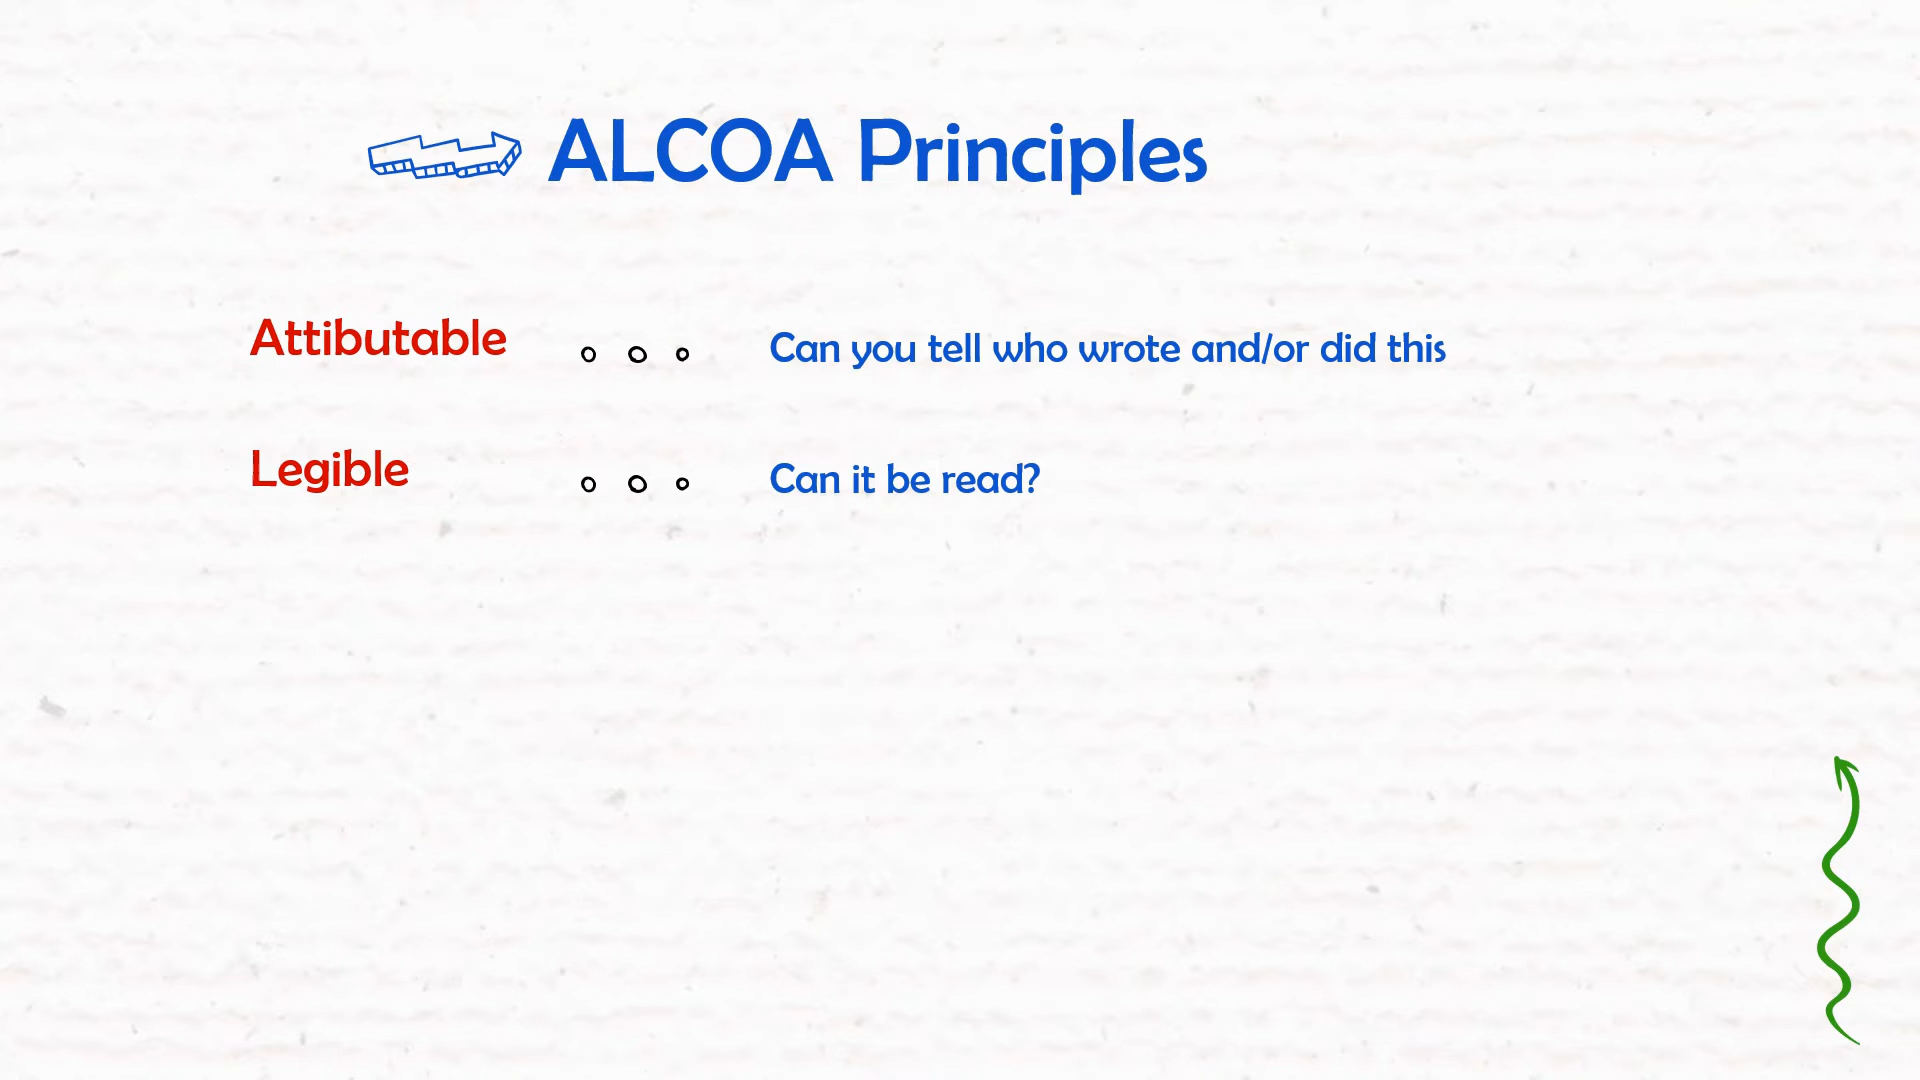 ALCOA Principles
Attibutable
Can you tell who wrote and/or did this
Legible
Can it be read?